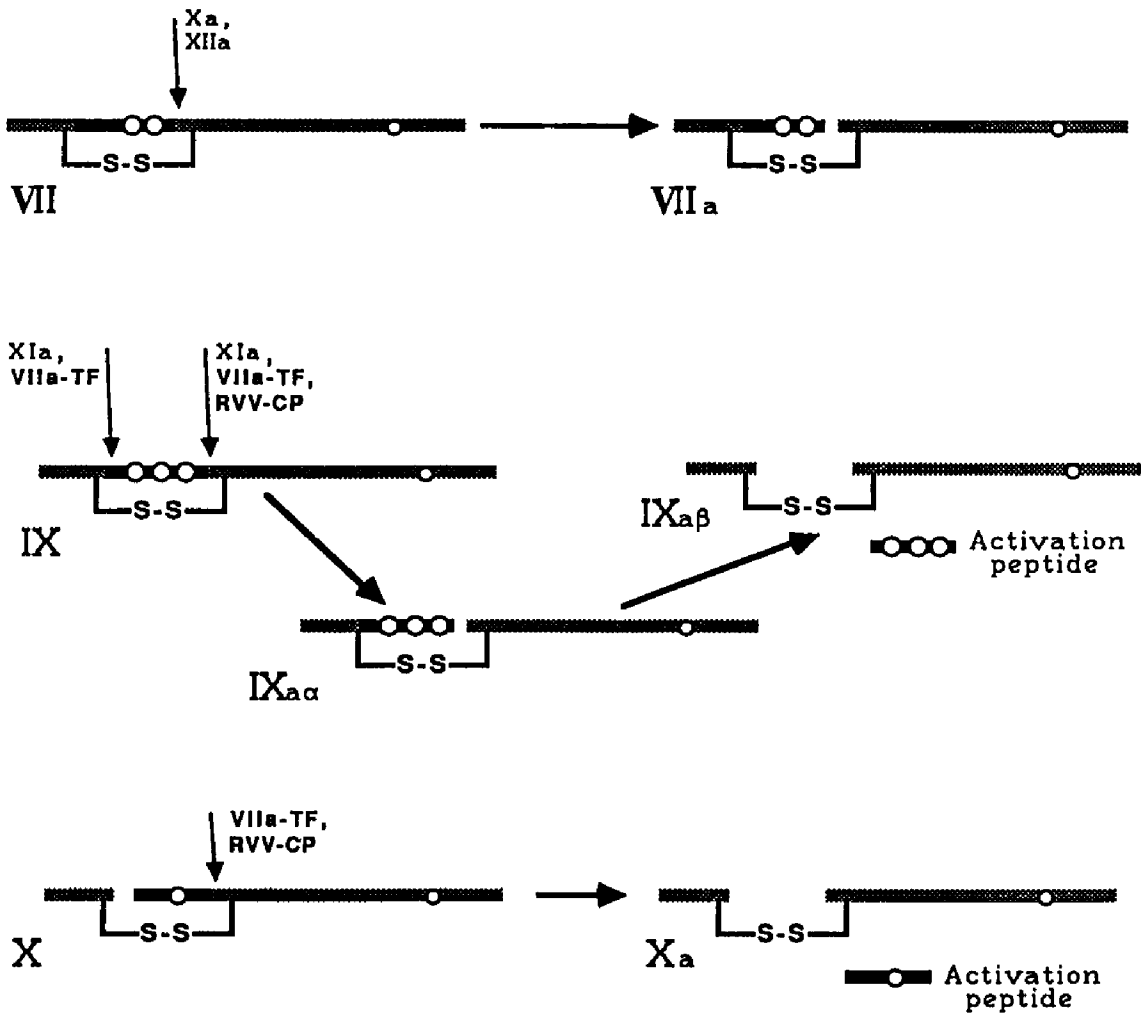 Xa,
XIIa
S-S
S-S
VII
VIIa
XIa,
VIIa-TF
XIa,
VIIa-TF,
RVV-CP
S-S
S-S
IX
IXaβ
Activation
peptide
S-S
IXaα
VIIa-TF,
RVV-CP
S-S
S-S
X
Xa
Activation
peptide